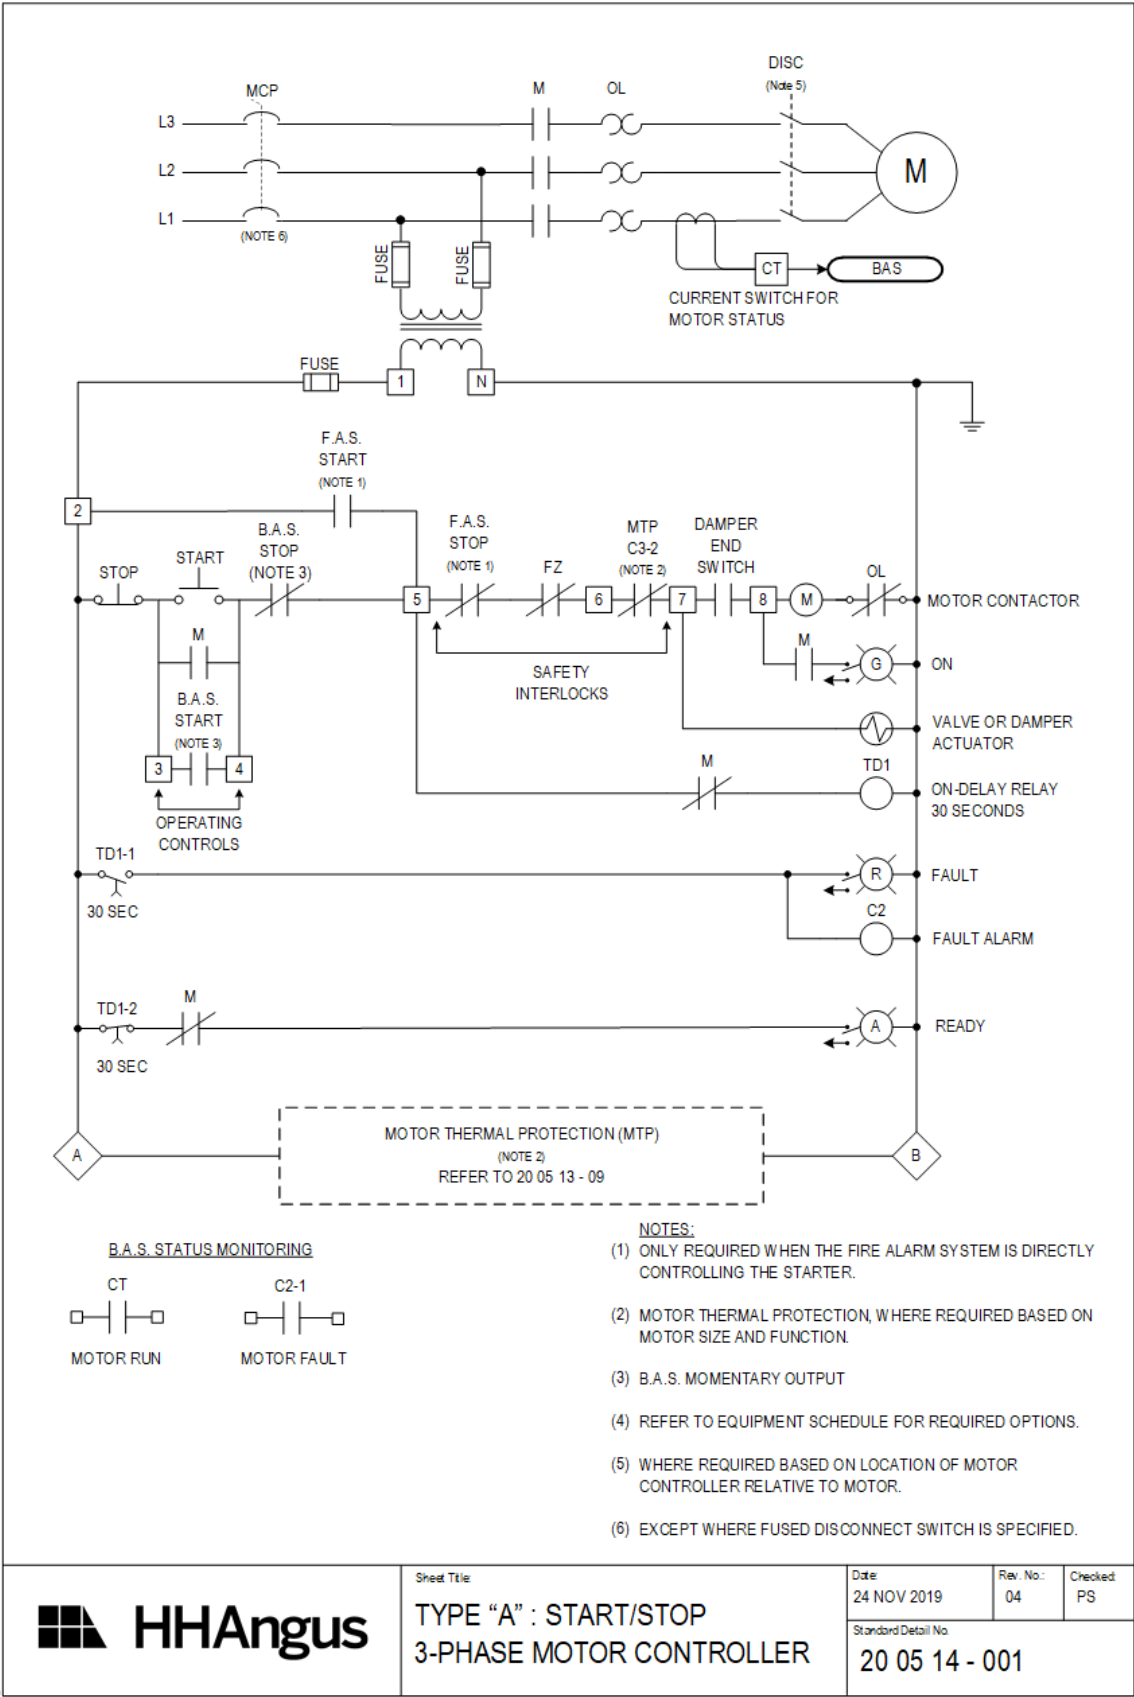 DISC
(Note 5)
MCP
M
OL
L3
L2
L1
M
(NOTE 6)
FUSE
FUSE
CT
BAS
CURRENT SWITCH FOR
MOTOR STATUS
FUSE
1
N
F.A.S.
START
(NOTE 1)
2
B.A.S.
STOP
(NOTE 3)
F.A.S.
STOP
(NOTE 1)
MTP
C3-2
(NOTE 2)
DAMPER
END
SWITCH
STOP
START
FZ
OL
5
6
7
8
M
MOTOR CONTACTOR
M
M
G
ON
SAFETY
INTERLOCKS
B.A.S.
START
(NOTE 3)
VALVE OR DAMPER
ACTUATOR
3
4
M
TD1
ON-DELAY RELAY
30 SECONDS
OPERATING
CONTROLS
TD1-1
30 SEC
R
FAULT
C2
FAULT ALARM
TD1-2
M
30 SEC
A
READY
A
MOTOR THERMAL PROTECTION (MTP)
(NOTE 2)
REFER TO 20 05 13 - 09
B
B.A.S. STATUS MONITORING
CT
C2-1
MOTOR RUN
MOTOR FAULT
NOTES:
(1) ONLY REQUIRED WHEN THE FIRE ALARM SYSTEM IS DIRECTLY
CONTROLLING THE STARTER.
(2) MOTOR THERMAL PROTECTION, WHERE REQUIRED BASED ON
MOTOR SIZE AND FUNCTION.
(3) B.A.S. MOMENTARY OUTPUT
(4) REFER TO EQUIPMENT SCHEDULE FOR REQUIRED OPTIONS.
(5) WHERE REQUIRED BASED ON LOCATION OF MOTOR
CONTROLLER RELATIVE TO MOTOR.
(6) EXCEPT WHERE FUSED DISCONNECT SWITCH IS SPECIFIED.
HHAngus
Sheet Title:
TYPE “A” : START/STOP
3-PHASE MOTOR CONTROLLER
Date:
24 NOV 2019
Rev. No.:
04
Checked:
PS
Standard Detail No.
20 05 14 - 001